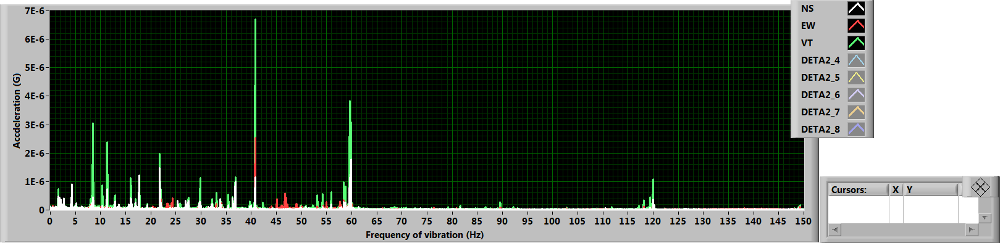 7E-6
6E-6
5E-6
4E-6
3E-6
2E-6
1E-6
0
Accdeleration (G)
0 5 10 15 20 25 30 35 40 45 50 55 60 65 70 75 80 85 90 95 100 105 110 115 120 125 130 135 140 145 150
Frequency of vibration (Hz)
NS
EW
VT
DETA2_4
DETA2_5
DETA2_6
DETA2_7
DETA2_8
Cursors: X Y